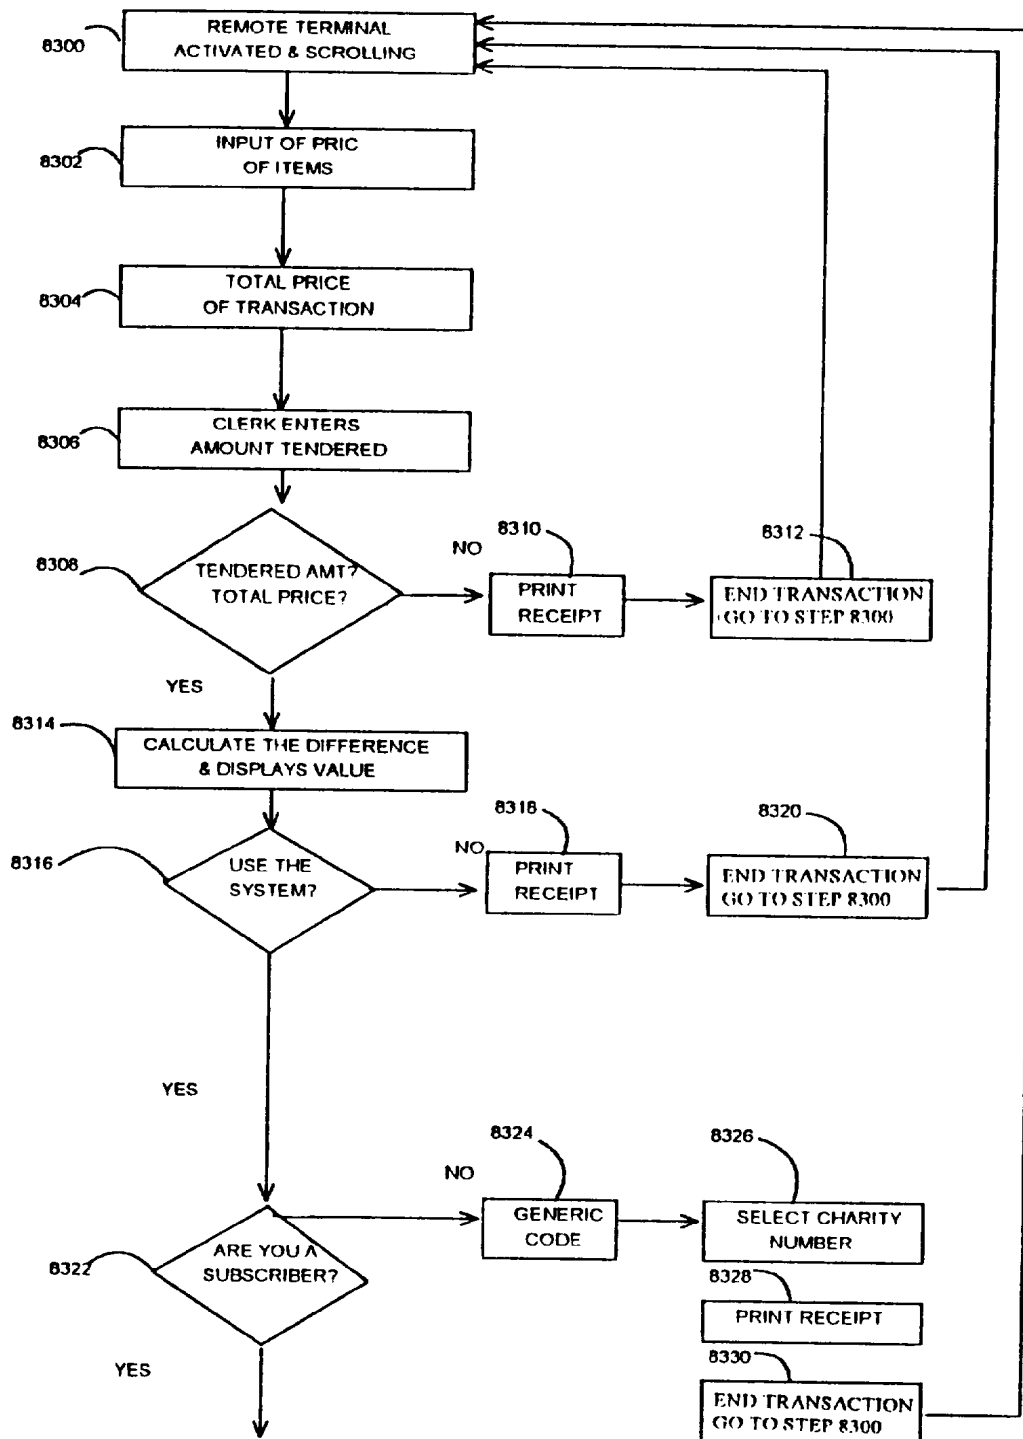 8300
REMOTE TERMINAL
ACTIVATED & SCROLLING
8302
INPUT OF PRIC
OF ITEMS
8304
TOTAL PRICE
OF TRANSACTION
8306
CLERK ENTERS
AMOUNT TENDERED
8308
TENDERED AMT?
TOTAL PRICE?
NO
8310
PRINT
RECEIPT
8312
END TRANSACTION
GO TO STEP 8300
YES
8314
CALCULATE THE DIFFERENCE
& DISPLAYS VALUE
8316
USE THE
SYSTEM?
NO
8318
PRINT
RECEIPT
8320
END TRANSACTION
GO TO STEP 8300
YES
8322
ARE YOU A
SUBSCRIBER?
NO
8324
GENERIC
CODE
8326
SELECT CHARITY
NUMBER
8328
PRINT RECEIPT
8330
END TRANSACTION
GO TO STEP 8300
YES